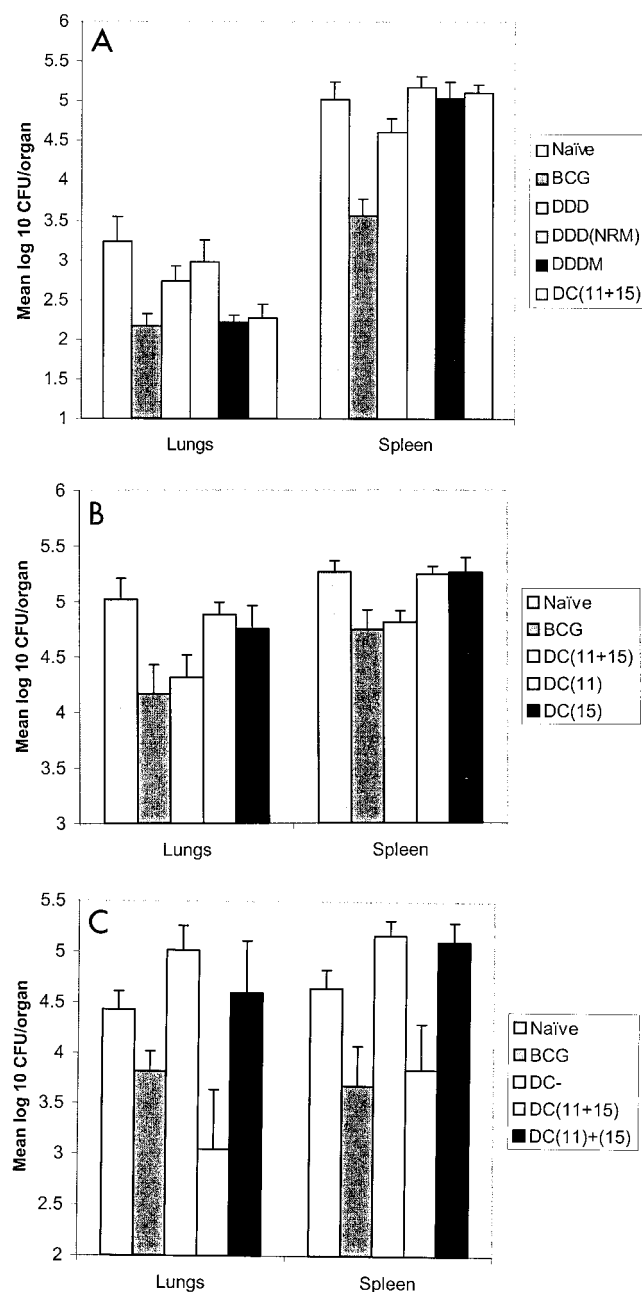 A
6
5.5
5
4.5
4
3.5
3
2.5
2
1.5
1
Mean log 10 CFU/organ
Lungs Spleen
Naïve
BCG
DDD
DDD(NRM)
DDDM
DC(11+15)
B
6
5.5
5
4.5
4
3.5
3
Mean log 10 CFU/organ
Lungs Spleen
Naïve
BCG
DC(11+15)
DC(11)
DC(15)
C
5.5
5
4.5
4
3.5
3
2.5
2
Mean log 10 CFU/organ
Lungs Spleen
Naïve
BCG
DC-
DC(11+15)
DC(11)+(15)